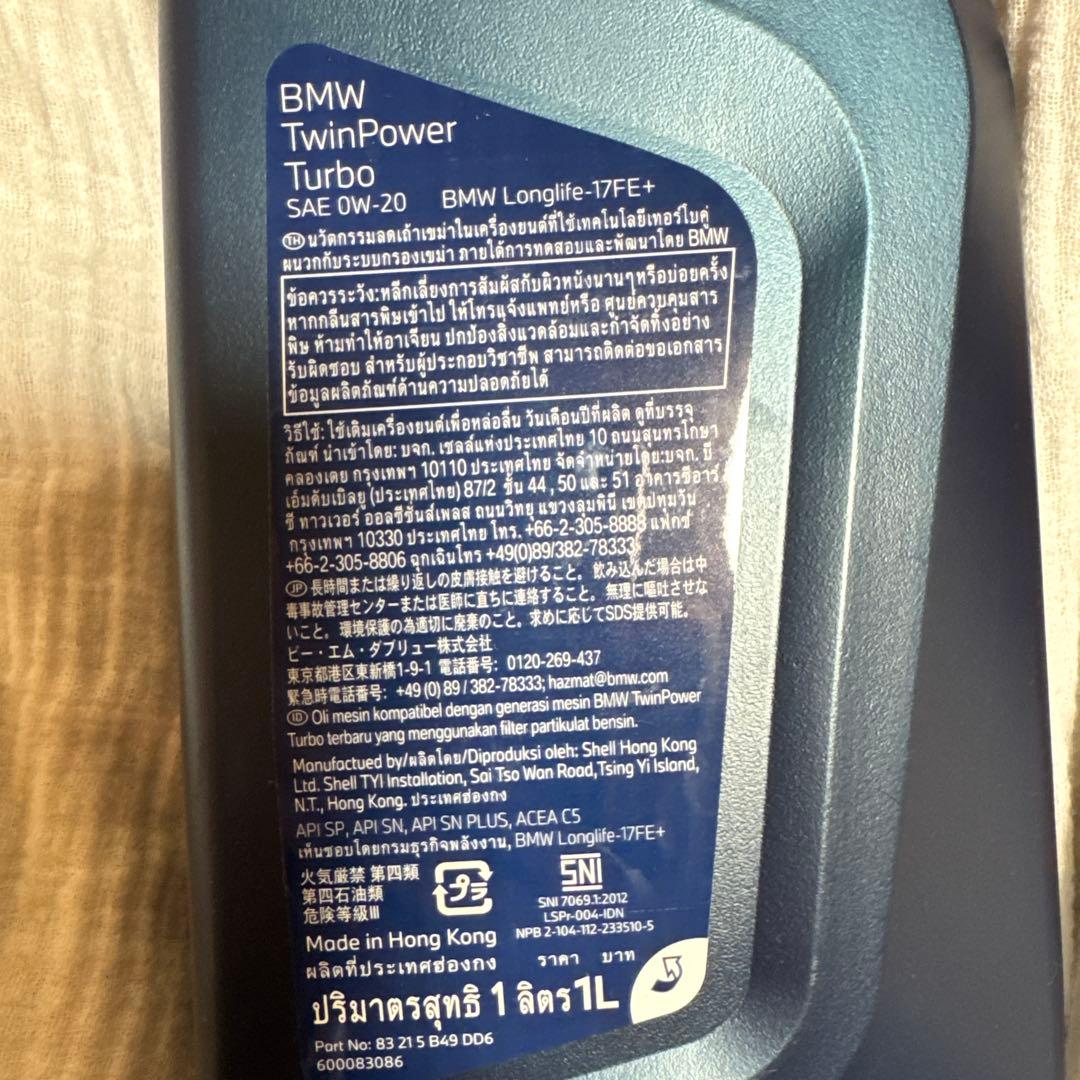 BMW
TwinPower
Turbo
SAE 0W-20 BMW Longlife-17FE+
TH นวัตกรรมลดเถ้าเขม่าในเครื่องยนต์ที่ใช้เทคโนโลยีเทอร์โบคู่
ผนวกกับระบบกรองเขม่า ภายใต้การทดสอบและพัฒนาโดย BMW
ข้อควรระวัง:หลีกเลี่ยงการสัมผัสกับผิวหนังนานๆหรือบ่อยครั้ง
หากกลืนสารพิษเข้าไป ให้โทรแจ้งแพทย์หรือ ศูนย์ควบคุมสาร
พิษ ห้ามทำให้อาเจียน ปกป้องสิ่งแวดล้อมและกำจัดทิ้งอย่าง
รับผิดชอบ สำหรับผู้ประกอบวิชาชีพ สามารถติดต่อขอเอกสาร
ข้อมูลผลิตภัณฑ์ด้านความปลอดภัยได้
วิธีใช้: ใช้เติมเครื่องยนต์เพื่อหล่อลื่น วันเดือนปีที่ผลิต ดูที่บรรจุ
ภัณฑ์ นำเข้าโดย: บจก. เชลล์แห่งประเทศไทย 10 ถนนสุนทรโกษา
คลองเตย กรุงเทพฯ 10110 ประเทศไทย จัดจำหน่ายโดย:บจก. บี
เอ็มดับเบิลยู (ประเทศไทย) 87/2 ชั้น 44 , 50 และ 51 อาคารซีอาร์
ซี ทาวเวอร์ ออลซีซั่นส์เพลส ถนนวิทยุ แขวงลุมพินี เขตปทุมวัน
กรุงเทพฯ 10330 ประเทศไทย โทร. +66-2-305-8888 แฟกซ์
+66-2-305-8806 ฉุกเฉินโทร +49(0)89/382-78333
JP 長時間または繰り返しの皮膚接触を避けること。飲み込んだ場合は中
毒事故管理センターまたは医師に直ちに連絡すること。無理に嘔吐させな
いこと。環境保護の為適切に廃棄のこと。求めに応じてSDS提供可能。
ビー・エム・ダブリュー株式会社
東京都港区東新橋1-9-1 電話番号: 0120-269-437
緊急時電話番号: +49 (0) 89 / 382-78333; hazmat@bmw.com
ID Oli mesin kompatibel dengan generasi mesin BMW TwinPower
Turbo terbaru yang menggunakan filter partikulat bensin.
Manufactued by/ผลิตโดย/Diproduksi oleh: Shell Hong Kong
Ltd. Shell TYI Installation, Sai Tso Wan Road,Tsing Yi Island,
N.T., Hong Kong. ประเทศฮ่องกง
API SP, API SN, API SN PLUS, ACEA C5
เห็นชอบโดยกรมธุรกิจพลังงาน, BMW Longlife-17FE+
火気厳禁 第四類
第四石油類
危険等級III
プラ
SNI
SNI 7069.1:2012
LSPr-004-IDN
NPB 2-104-112-233510-5
Made in Hong Kong
ผลิตที่ประเทศฮ่องกง ราคา บาท
ปริมาตรสุทธิ 1 ลิตร 1L
Part No: 83 21 5 B49 DD6
600083086